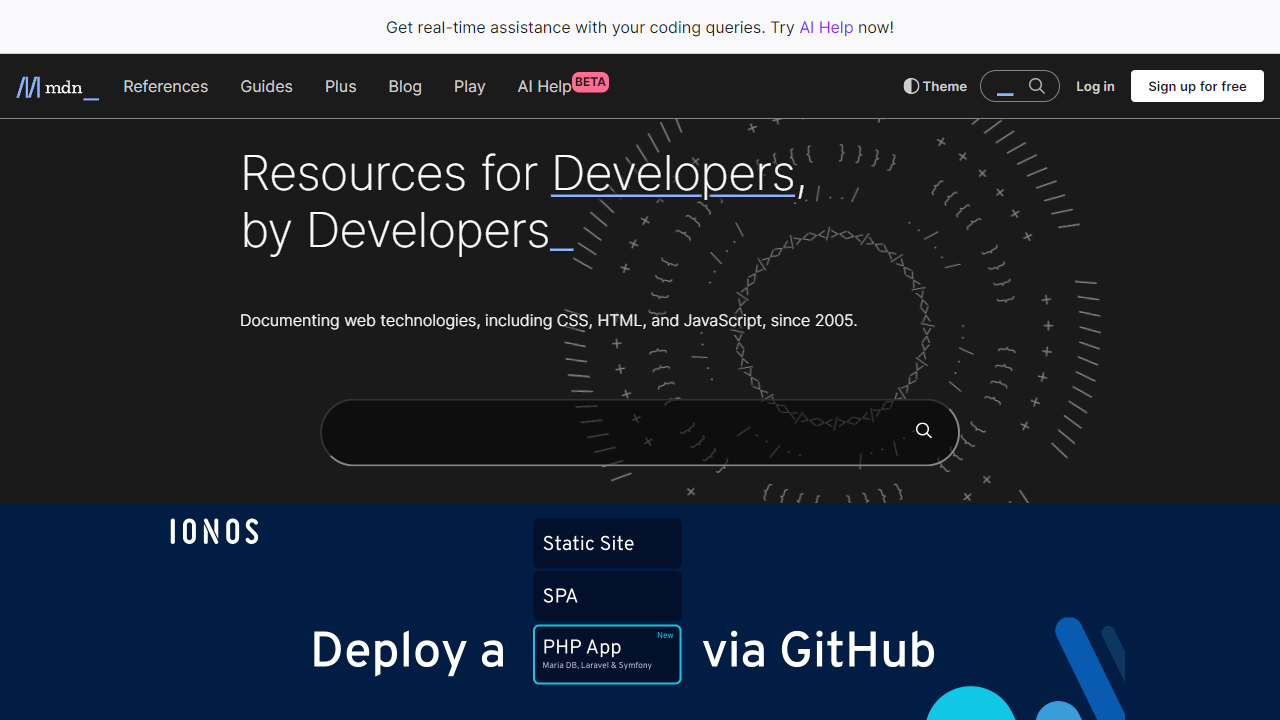 Get real-time assistance with your coding queries. Try AI Help now!
mdn_ References Guides Plus Blog Play AI Help BETA Theme _ Log in Sign up for free
Resources for Developers,
by Developers_
Documenting web technologies, including CSS, HTML, and JavaScript, since 2005.
IONOS
Static Site
SPA
Deploy a PHP App New via GitHub
Maria DB, Laravel & Symfony